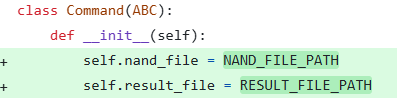 class Command(ABC):
def __init__(self):
+ self.nand_file = NAND_FILE_PATH
+ self.result_file = RESULT_FILE_PATH